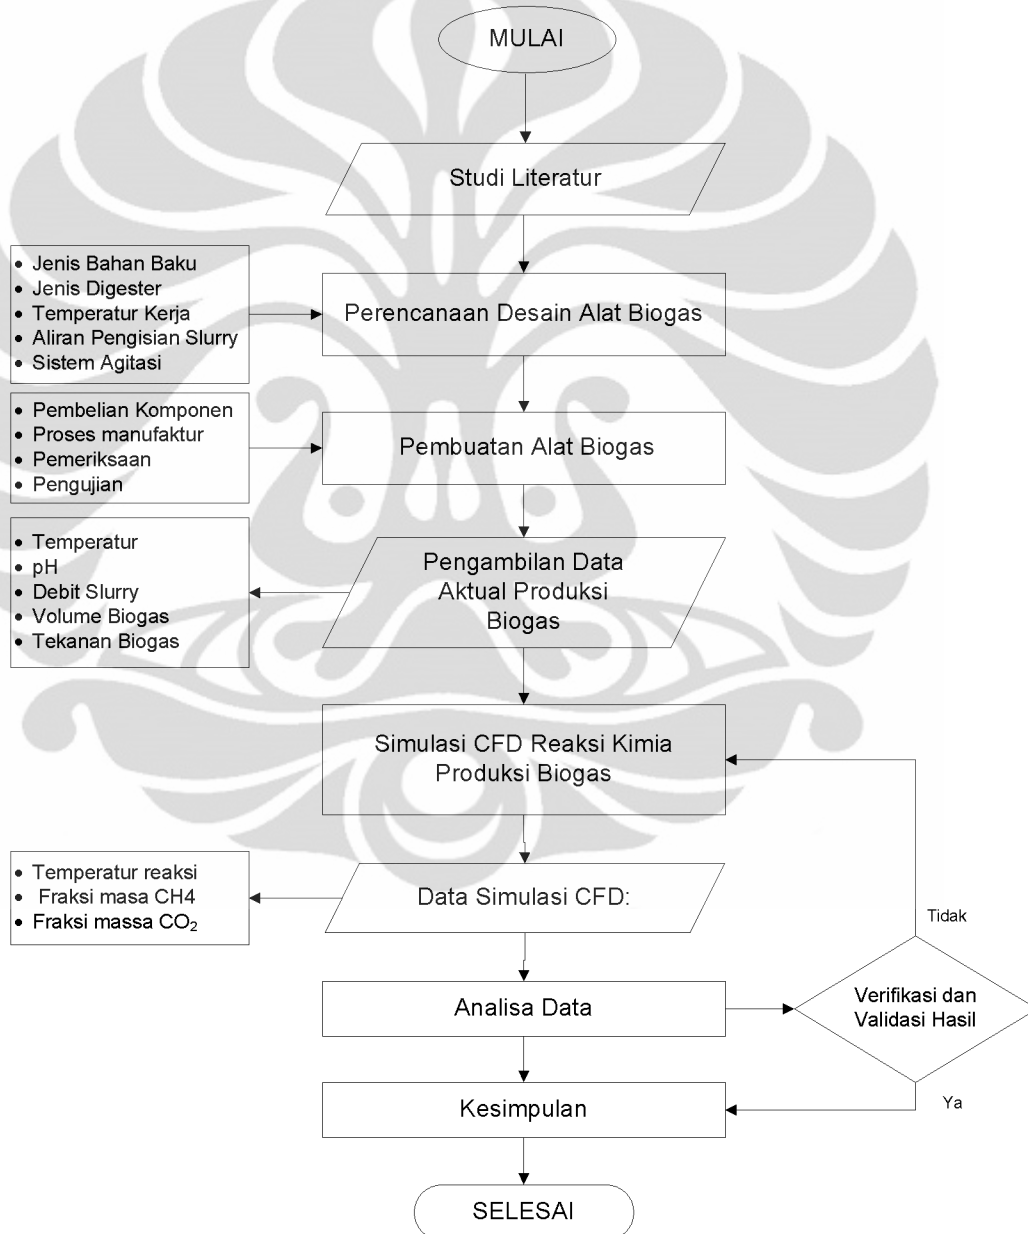 MULAI
Studi Literatur
• Jenis Bahan Baku
• Jenis Digester
• Temperatur Kerja
• Aliran Pengisian Slurry
• Sistem Agitasi
Perencanaan Desain Alat Biogas
• Pembelian Komponen
• Proses manufaktur
• Pemeriksaan
• Pengujian
Pembuatan Alat Biogas
• Temperatur
• pH
• Debit Slurry
• Volume Biogas
• Tekanan Biogas
Pengambilan Data
Aktual Produksi
Biogas
Simulasi CFD Reaksi Kimia
Produksi Biogas
• Temperatur reaksi
• Fraksi masa CH4
• Fraksi massa CO₂
Data Simulasi CFD:
Tidak
Analisa Data
Verifikasi dan
Validasi Hasil
Kesimpulan
Ya
SELESAI